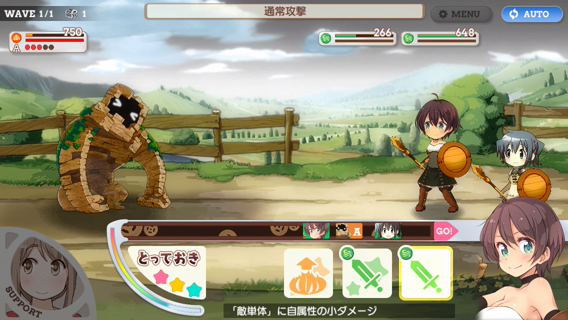 WAVE 1/1
1
通常攻撃
MENU
AUTO
750
A
266
648
A
GO!
とっておき
SUPPORT
「敵単体」に自属性の小ダメージ